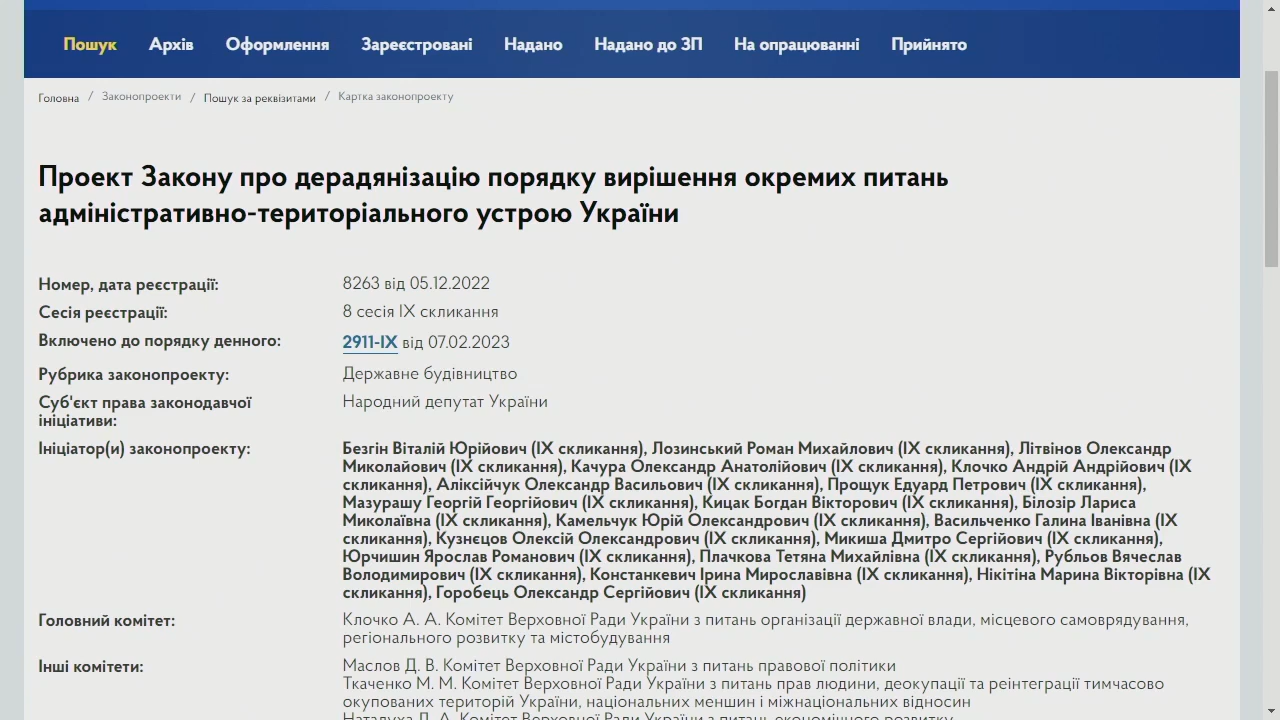 Пошук Архів Оформлення Зареєстровані Надано Надано до ЗП На опрацюванні Прийнято
Головна / Законопроекти / Пошук за реквізитами / Картка законопроекту
Проект Закону про дерадянізацію порядку вирішення окремих питань
адміністративно-територіального устрою України
Номер, дата реєстрації: 8263 від 05.12.2022
Сесія реєстрації: 8 сесія IX скликання
Включено до порядку денного: 2911-IX від 07.02.2023
Рубрика законопроекту: Державне будівництво
Суб'єкт права законодавчої
ініціативи:
Народний депутат України
Ініціатор(и) законопроекту: Безгін Віталій Юрійович (IX скликання), Лозинський Роман Михайлович (IX скликання), Літвінов Олександр
Миколайович (IX скликання), Качура Олександр Анатолійович (IX скликання), Клочко Андрій Андрійович (IX
скликання), Аліксійчук Олександр Васильович (IX скликання), Прощук Едуард Петрович (IX скликання),
Мазурашу Георгій Георгійович (IX скликання), Кицак Богдан Вікторович (IX скликання), Білозір Лариса
Миколаївна (IX скликання), Камельчук Юрій Олександрович (IX скликання), Васильченко Галина Іванівна (IX
скликання), Кузнєцов Олексій Олександрович (IX скликання), Микиша Дмитро Сергійович (IX скликання),
Юрчишин Ярослав Романович (IX скликання), Плачкова Тетяна Михайлівна (IX скликання), Рубльов Вячеслав
Володимирович (IX скликання), Констанкевич Ірина Мирославівна (IX скликання), Нікітіна Марина Вікторівна (IX
скликання), Горобець Олександр Сергійович (IX скликання)
Головний комітет: Клочко А. А. Комітет Верховної Ради України з питань організації державної влади, місцевого самоврядування,
регіонального розвитку та містобудування
Інші комітети: Маслов Д. В. Комітет Верховної Ради України з питань правової політики
Ткаченко М. М. Комітет Верховної Ради України з питань прав людини, деокупації та реінтеграції тимчасово
окупованих територій України, національних меншин і міжнаціональних відносин
Наталуха Д. А. Комітет Верховної Ради України з питань економічного розвитку